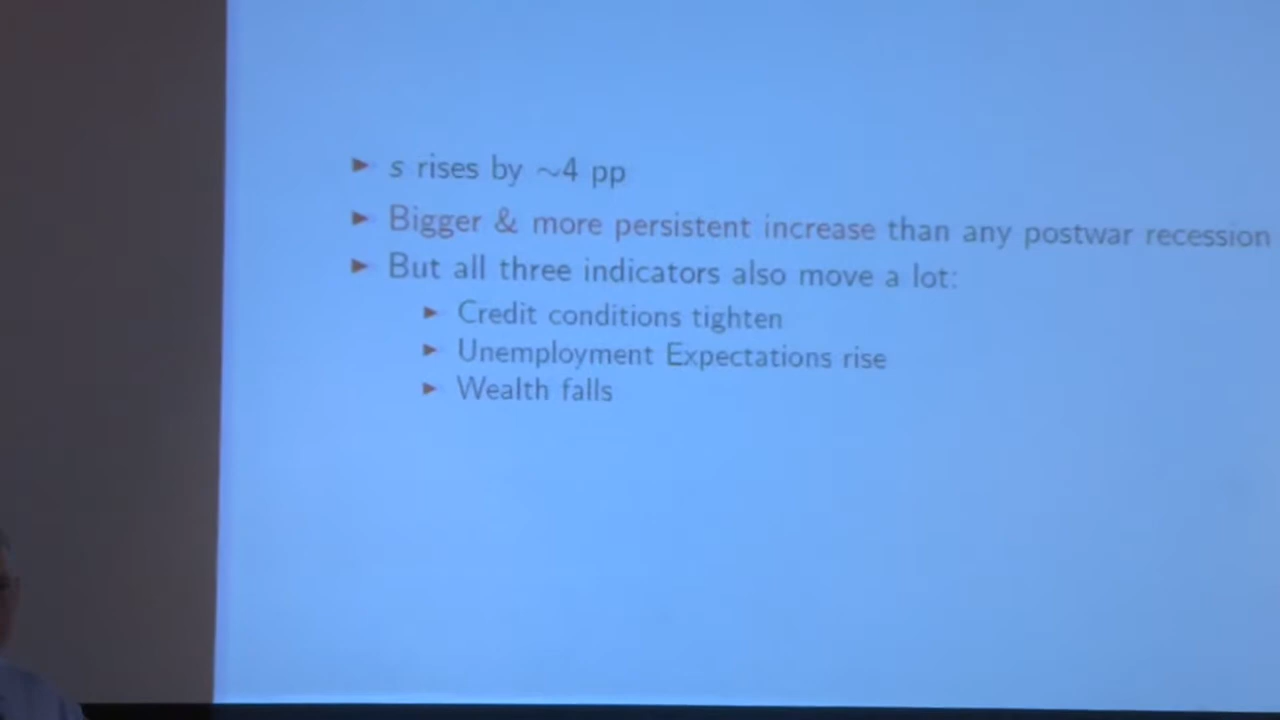 ► s rises by ~4 pp
► Bigger & more persistent increase than any postwar recession
► But all three indicators also move a lot:
► Credit conditions tighten
► Unemployment Expectations rise
► Wealth falls